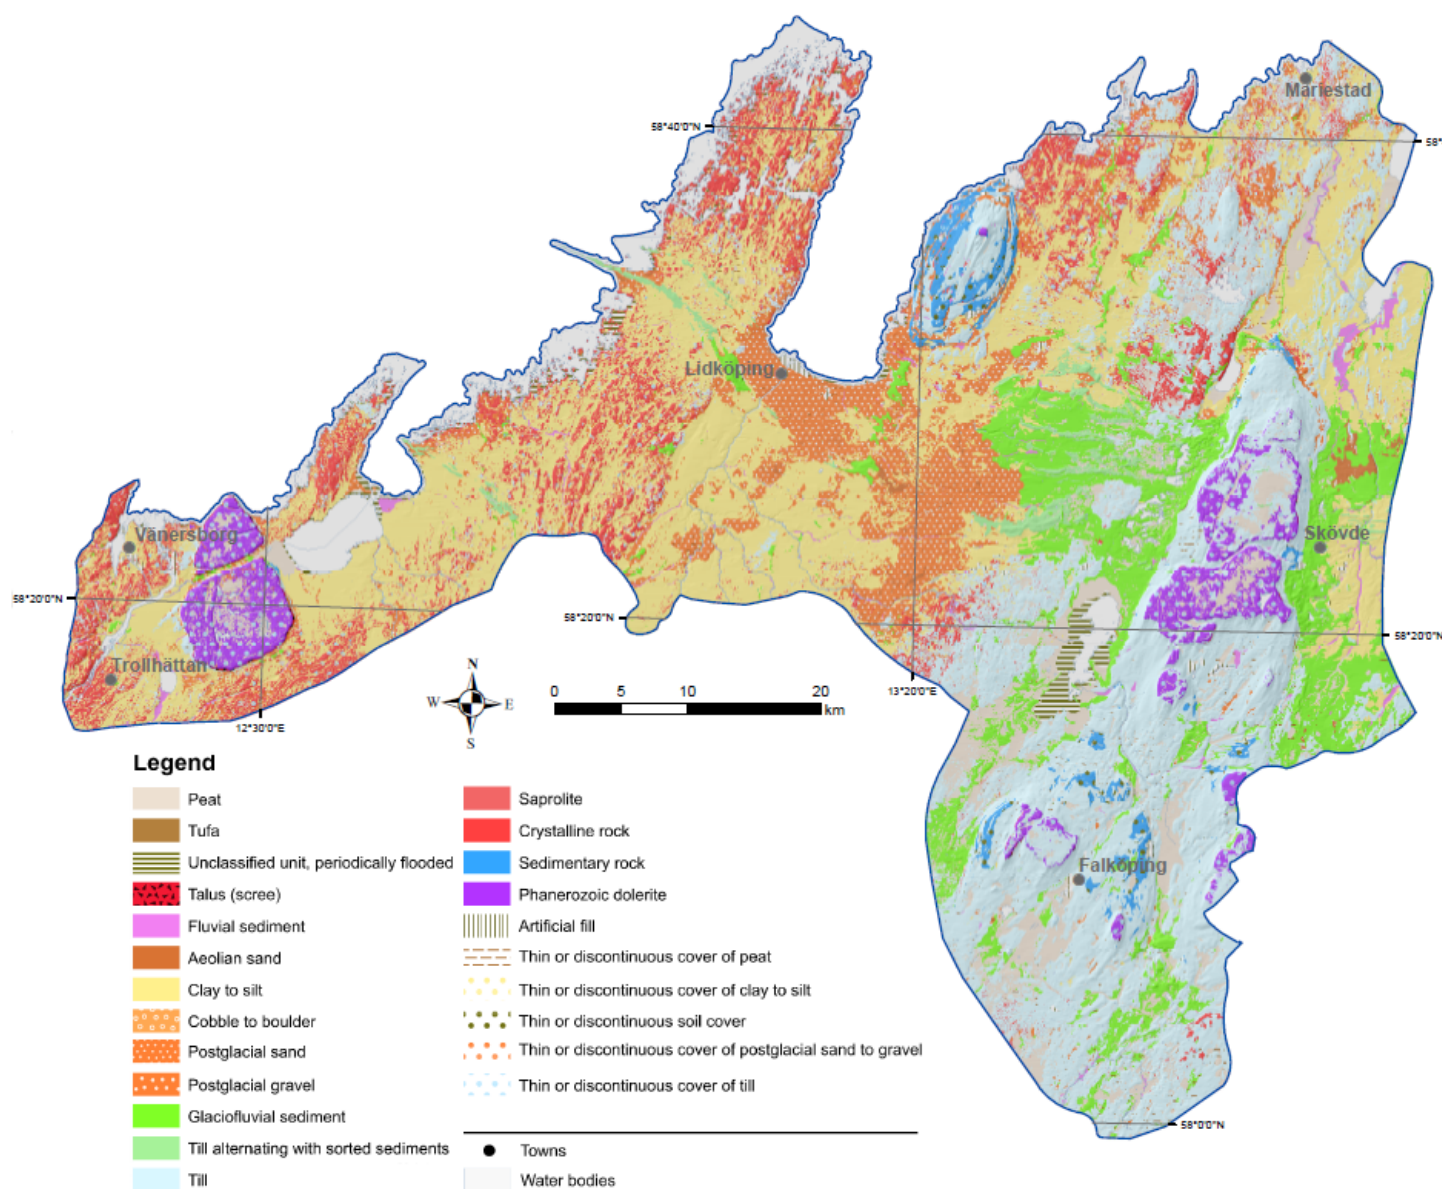 Mariestad
58°40'0"N
58°
Lidköping
Vänersborg
Skövde
58°20'0"N
58°20'0"N
58°20'0"N
Trollhättan
N
W E
S
0 5 10 20
km
13°20'0"E
12°30'0"E
Falköping
58°0'0"N
Legend
Peat
Tufa
Unclassified unit, periodically flooded
Talus (scree)
Fluvial sediment
Aeolian sand
Clay to silt
Cobble to boulder
Postglacial sand
Postglacial gravel
Glaciofluvial sediment
Till alternating with sorted sediments
Till
Saprolite
Crystalline rock
Sedimentary rock
Phanerozoic dolerite
Artificial fill
Thin or discontinuous cover of peat
Thin or discontinuous cover of clay to silt
Thin or discontinuous soil cover
Thin or discontinuous cover of postglacial sand to gravel
Thin or discontinuous cover of till
Towns
Water bodies